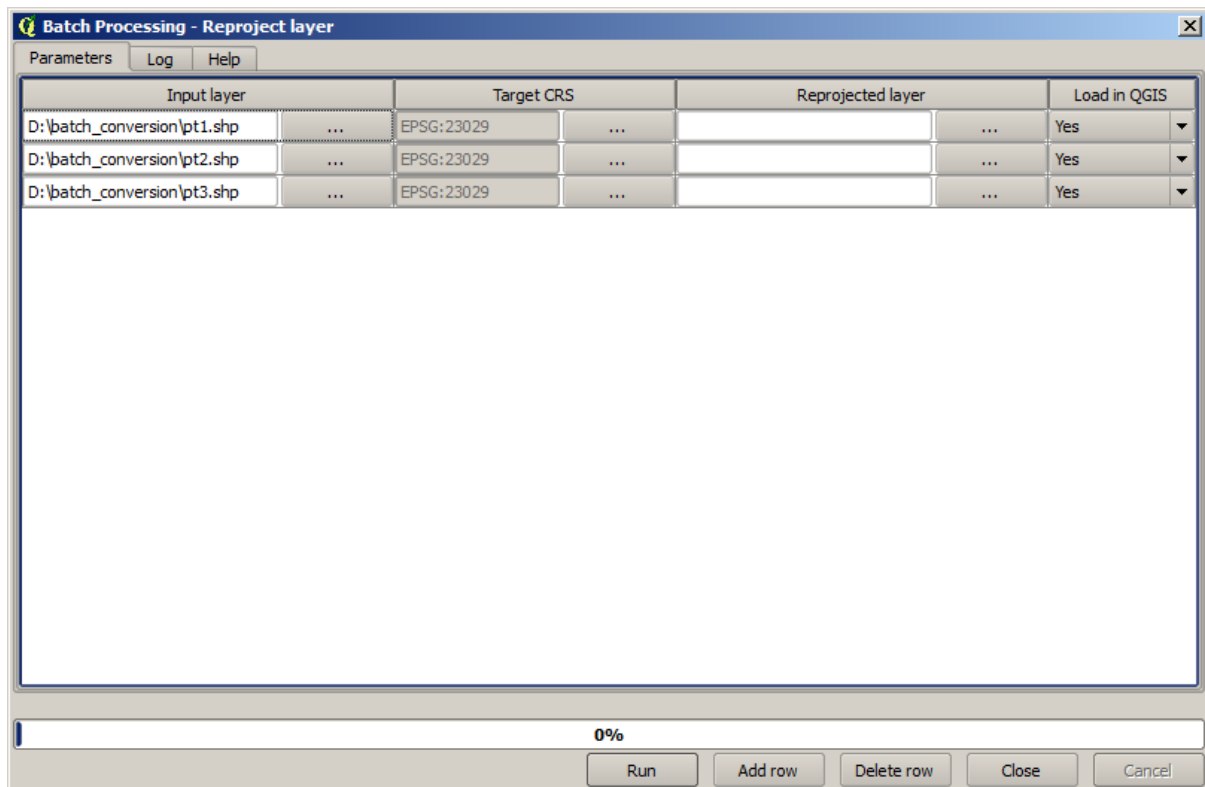 Batch Processing - Reproject layer
Parameters Log Help
Input layer Target CRS Reprojected layer Load in QGIS
D:\batch_conversion\pt1.shp ... EPSG:23029 ... ... Yes
D:\batch_conversion\pt2.shp ... EPSG:23029 ... ... Yes
D:\batch_conversion\pt3.shp ... EPSG:23029 ... ... Yes
0%
Run Add row Delete row Close Cancel